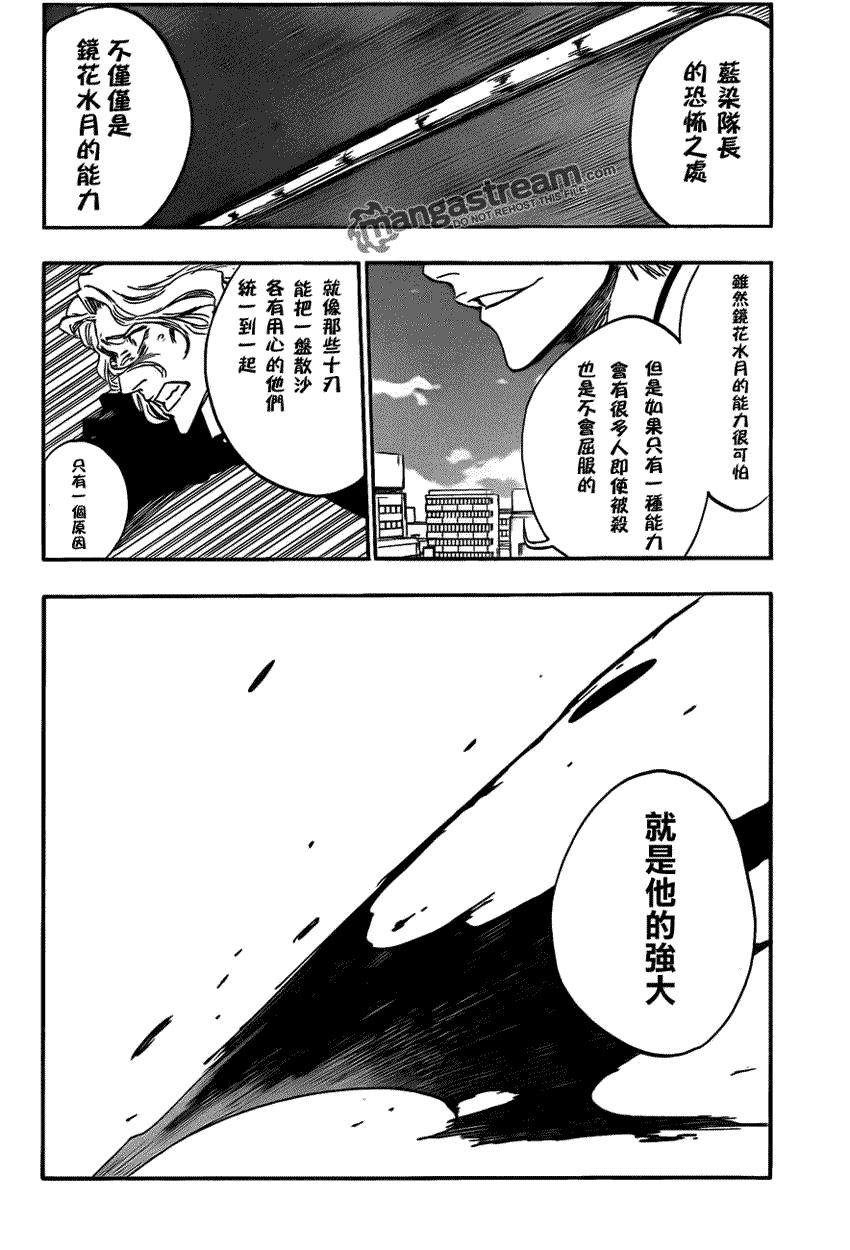 藍染隊長
的恐怖之處
不僅僅是
鏡花水月的能力
mangastream.com
DO NOT REHOST THIS FILE
雖然鏡花水月的能力很可怕
但是如果只有一種能力
會有很多人即使被殺
也是不會屈服的
就像那些十刃
能把一盤散沙
各有用心的他們
統一到一起
只有一個原因
就是他的強大